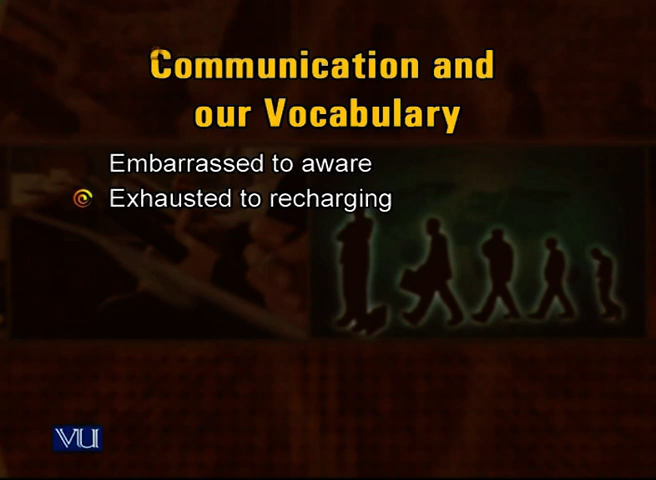 Communication and
our Vocabulary
Embarrassed to aware
Exhausted to recharging
VU